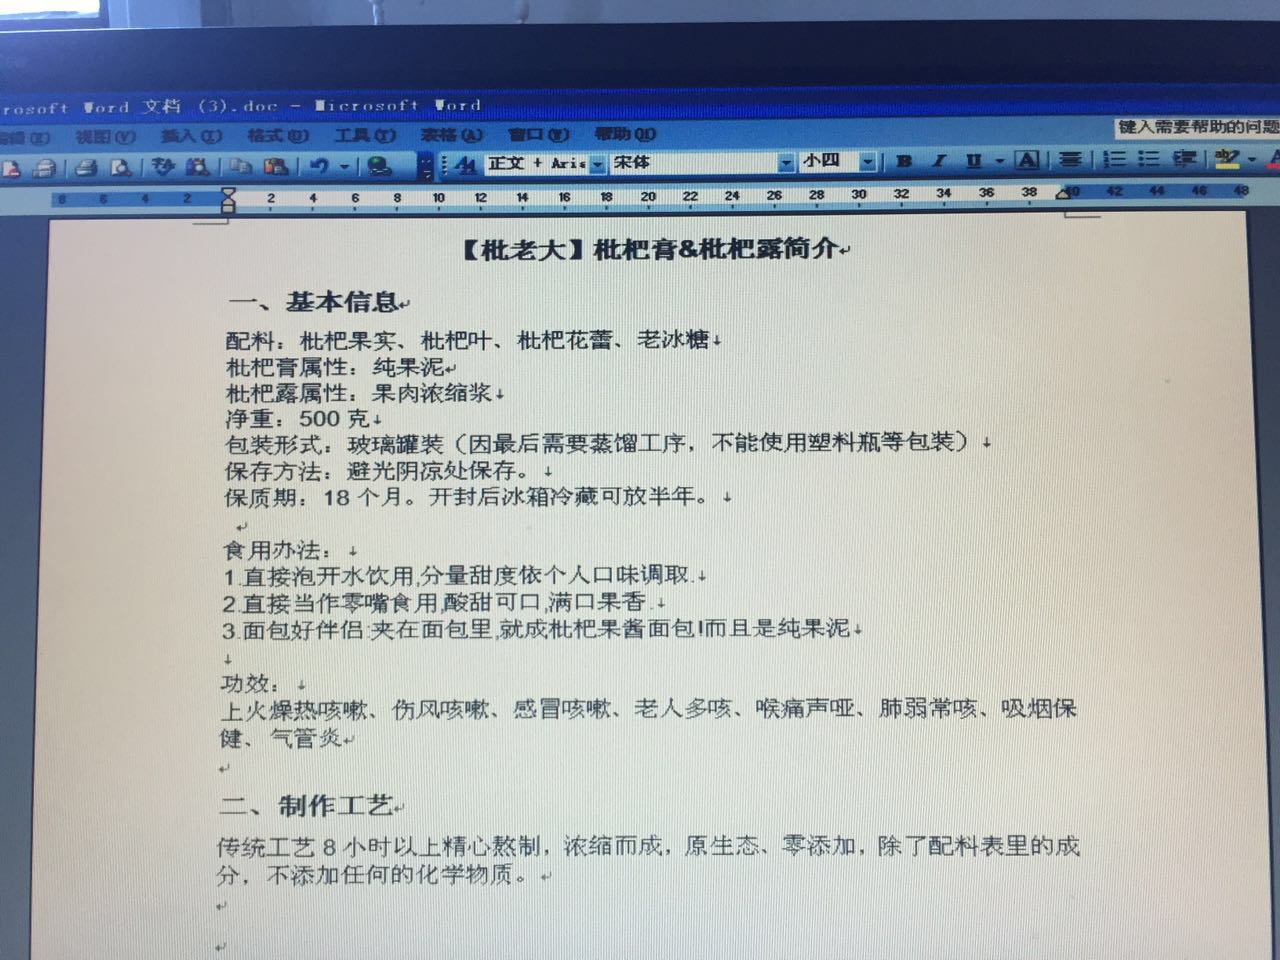 rosoft Word 文档 (3).doc - Microsoft Word
视图(V) 插入(I) 格式(O) 工具(T) 表格(A) 窗口(W) 帮助(H)
键入需要帮助的问题
正文 + Aria 宋体 小四 B I U A
8 6 4 2 2 4 6 8 10 12 14 16 18 20 22 24 26 28 30 32 34 36 38 40 42 44 46 48
【枇老大】枇杷膏&枇杷露简介
一、基本信息
配料：枇杷果实、枇杷叶、枇杷花蕾、老冰糖
枇杷膏属性：纯果泥
枇杷露属性：果肉浓缩浆
净重：500 克
包装形式：玻璃罐装（因最后需要蒸馏工序，不能使用塑料瓶等包装）
保存方法：避光阴凉处保存。
保质期：18 个月。开封后冰箱冷藏可放半年。
食用办法：
1.直接泡开水饮用,分量甜度依个人口味调取.
2.直接当作零嘴食用,酸甜可口,满口果香.
3.面包好伴侣:夹在面包里,就成枇杷果酱面包!而且是纯果泥
功效：
上火燥热咳嗽、伤风咳嗽、感冒咳嗽、老人多咳、喉痛声哑、肺弱常咳、吸烟保
健、气管炎
二、制作工艺
传统工艺 8 小时以上精心熬制，浓缩而成，原生态、零添加，除了配料表里的成
分，不添加任何的化学物质。